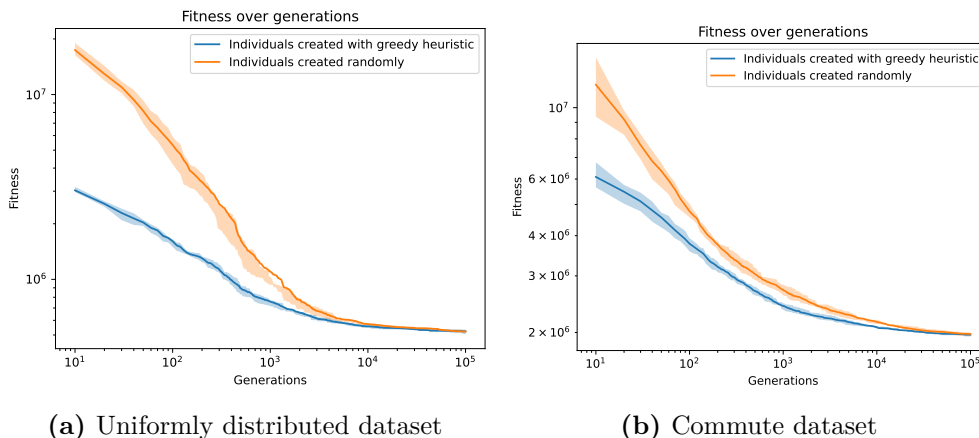 Fitness over generations
Individuals created with greedy heuristic
Individuals created randomly
10⁷
10⁶
Fitness
10¹ 10² 10³ 10⁴ 10⁵
Generations
(a) Uniformly distributed dataset
Fitness over generations
Individuals created with greedy heuristic
Individuals created randomly
10⁷
6 × 10⁶
4 × 10⁶
3 × 10⁶
2 × 10⁶
Fitness
10¹ 10² 10³ 10⁴ 10⁵
Generations
(b) Commute dataset